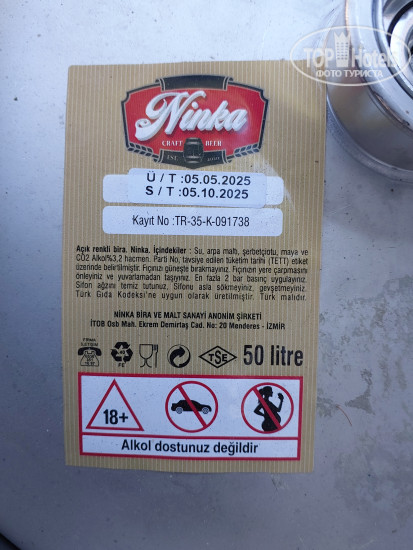 TOP Hotels
ФОТО ТУРИСТА
Ninka
CRAFT BEER
Ü / T :05.05.2025
S / T :05.10.2025
Kayıt No :TR-35-K-091738
Açık renkli bira. Ninka. İçindekiler : Su, arpa maltı, şerbetçiotu, maya ve
CO2 Alkol%3,2 hacmen. Parti No, tavsiye edilen tüketim tarihi (TETT) etiket
üzerinde belirtilmiştir. Fıçınızı güneşte bırakmayınız. Fıçınızın yere çarpmasını
önleyiniz ve yuvarlamadan taşıyınız. En fazla 2 bar basınç uygulayınız.
Sifon ağzını temiz tutunuz. Sifonu asla sökmeyiniz, gevşetmeyiniz.
Türk Gıda Kodeksi'ne uygun olarak üretilmiştir. Türk malıdır.
NİNKA BİRA VE MALT SANAYİ ANONİM ŞİRKETİ
İTOB Osb Mah. Ekrem Demirtaş Cad. No: 20 Menderes - İZMİR
TSE
50 litre
18+
Alkol dostunuz değildir